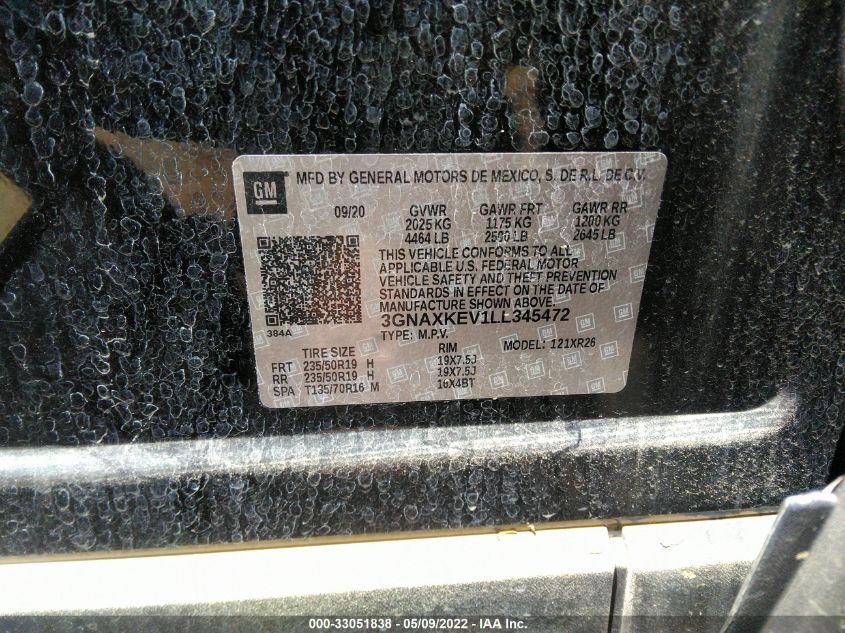 GM MFD BY GENERAL MOTORS DE MEXICO, S. DE R.L. DE C.V.
09/20 GVWR GAWR FRT GAWR RR
2025 KG 1175 KG 1200 KG
4464 LB 2590 LB 2645 LB
THIS VEHICLE CONFORMS TO ALL
APPLICABLE U.S. FEDERAL MOTOR
VEHICLE SAFETY AND THEFT PREVENTION
STANDARDS IN EFFECT ON THE DATE OF
MANUFACTURE SHOWN ABOVE.
3GNAXKEV1LL345472
384A TYPE: M.P.V. MODEL: 121XR26
TIRE SIZE RIM
FRT 235/50R19 H 19X7.5J
RR 235/50R19 H 19X7.5J
SPA T135/70R16 M 16X4BT
000-33051838 - 05/09/2022 - IAA Inc.